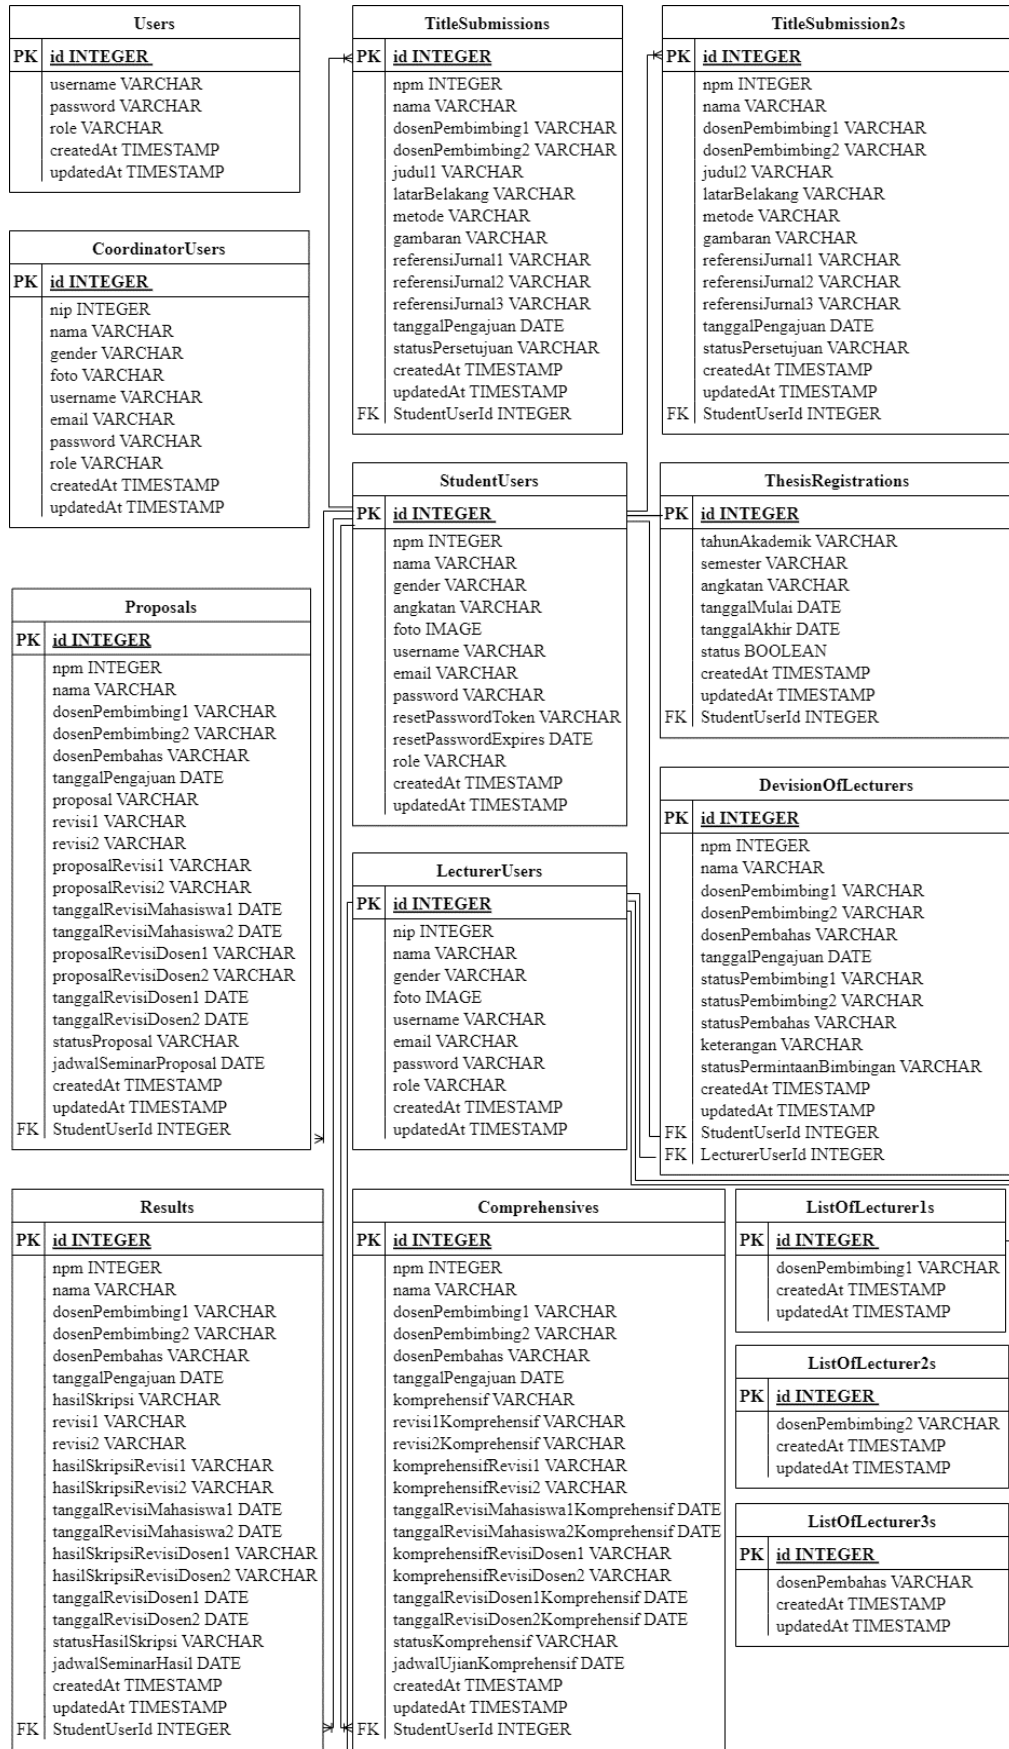 Users
PK id INTEGER
username VARCHAR
password VARCHAR
role VARCHAR
createdAt TIMESTAMP
updatedAt TIMESTAMP
TitleSubmissions
PK id INTEGER
npm INTEGER
nama VARCHAR
dosenPembimbing1 VARCHAR
dosenPembimbing2 VARCHAR
judul1 VARCHAR
latarBelakang VARCHAR
metode VARCHAR
gambaran VARCHAR
referensiJurnal1 VARCHAR
referensiJurnal2 VARCHAR
referensiJurnal3 VARCHAR
tanggalPengajuan DATE
statusPersetujuan VARCHAR
createdAt TIMESTAMP
updatedAt TIMESTAMP
FK StudentUserId INTEGER
TitleSubmission2s
PK id INTEGER
npm INTEGER
nama VARCHAR
dosenPembimbing1 VARCHAR
dosenPembimbing2 VARCHAR
judul2 VARCHAR
latarBelakang VARCHAR
metode VARCHAR
gambaran VARCHAR
referensiJurnal1 VARCHAR
referensiJurnal2 VARCHAR
referensiJurnal3 VARCHAR
tanggalPengajuan DATE
statusPersetujuan VARCHAR
createdAt TIMESTAMP
updatedAt TIMESTAMP
FK StudentUserId INTEGER
CoordinatorUsers
PK id INTEGER
nip INTEGER
nama VARCHAR
gender VARCHAR
foto VARCHAR
username VARCHAR
email VARCHAR
password VARCHAR
role VARCHAR
createdAt TIMESTAMP
updatedAt TIMESTAMP
StudentUsers
PK id INTEGER
npm INTEGER
nama VARCHAR
gender VARCHAR
angkatan VARCHAR
foto IMAGE
username VARCHAR
email VARCHAR
password VARCHAR
resetPasswordToken VARCHAR
resetPasswordExpires DATE
role VARCHAR
createdAt TIMESTAMP
updatedAt TIMESTAMP
ThesisRegistrations
PK id INTEGER
tahunAkademik VARCHAR
semester VARCHAR
angkatan VARCHAR
tanggalMulai DATE
tanggalAkhir DATE
status BOOLEAN
createdAt TIMESTAMP
updatedAt TIMESTAMP
FK StudentUserId INTEGER
Proposals
PK id INTEGER
npm INTEGER
nama VARCHAR
dosenPembimbing1 VARCHAR
dosenPembimbing2 VARCHAR
dosenPembahas VARCHAR
tanggalPengajuan DATE
proposal VARCHAR
revisi1 VARCHAR
revisi2 VARCHAR
proposalRevisi1 VARCHAR
proposalRevisi2 VARCHAR
tanggalRevisiMahasiswa1 DATE
tanggalRevisiMahasiswa2 DATE
proposalRevisiDosen1 VARCHAR
proposalRevisiDosen2 VARCHAR
tanggalRevisiDosen1 DATE
tanggalRevisiDosen2 DATE
statusProposal VARCHAR
jadwalSeminarProposal DATE
createdAt TIMESTAMP
updatedAt TIMESTAMP
FK StudentUserId INTEGER
LecturerUsers
PK id INTEGER
nip INTEGER
nama VARCHAR
gender VARCHAR
foto IMAGE
username VARCHAR
email VARCHAR
password VARCHAR
role VARCHAR
createdAt TIMESTAMP
updatedAt TIMESTAMP
DevisionOfLecturers
PK id INTEGER
npm INTEGER
nama VARCHAR
dosenPembimbing1 VARCHAR
dosenPembimbing2 VARCHAR
dosenPembahas VARCHAR
tanggalPengajuan DATE
statusPembimbing1 VARCHAR
statusPembimbing2 VARCHAR
statusPembahas VARCHAR
keterangan VARCHAR
statusPermintaanBimbingan VARCHAR
createdAt TIMESTAMP
updatedAt TIMESTAMP
FK StudentUserId INTEGER
FK LecturerUserId INTEGER
Results
PK id INTEGER
npm INTEGER
nama VARCHAR
dosenPembimbing1 VARCHAR
dosenPembimbing2 VARCHAR
dosenPembahas VARCHAR
tanggalPengajuan DATE
hasilSkripsi VARCHAR
revisi1 VARCHAR
revisi2 VARCHAR
hasilSkripsiRevisi1 VARCHAR
hasilSkripsiRevisi2 VARCHAR
tanggalRevisiMahasiswa1 DATE
tanggalRevisiMahasiswa2 DATE
hasilSkripsiRevisiDosen1 VARCHAR
hasilSkripsiRevisiDosen2 VARCHAR
tanggalRevisiDosen1 DATE
tanggalRevisiDosen2 DATE
statusHasilSkripsi VARCHAR
jadwalSeminarHasil DATE
createdAt TIMESTAMP
updatedAt TIMESTAMP
FK StudentUserId INTEGER
Comprehensives
PK id INTEGER
npm INTEGER
nama VARCHAR
dosenPembimbing1 VARCHAR
dosenPembimbing2 VARCHAR
dosenPembahas VARCHAR
tanggalPengajuan DATE
komprehensif VARCHAR
revisi1Komprehensif VARCHAR
revisi2Komprehensif VARCHAR
komprehensifRevisi1 VARCHAR
komprehensifRevisi2 VARCHAR
tanggalRevisiMahasiswa1Komprehensif DATE
tanggalRevisiMahasiswa2Komprehensif DATE
komprehensifRevisiDosen1 VARCHAR
komprehensifRevisiDosen2 VARCHAR
tanggalRevisiDosen1Komprehensif DATE
tanggalRevisiDosen2Komprehensif DATE
statusKomprehensif VARCHAR
jadwalUjianKomprehensif DATE
createdAt TIMESTAMP
updatedAt TIMESTAMP
FK StudentUserId INTEGER
ListOfLecturer1s
PK id INTEGER
dosenPembimbing1 VARCHAR
createdAt TIMESTAMP
updatedAt TIMESTAMP
ListOfLecturer2s
PK id INTEGER
dosenPembimbing2 VARCHAR
createdAt TIMESTAMP
updatedAt TIMESTAMP
ListOfLecturer3s
PK id INTEGER
dosenPembahas VARCHAR
createdAt TIMESTAMP
updatedAt TIMESTAMP